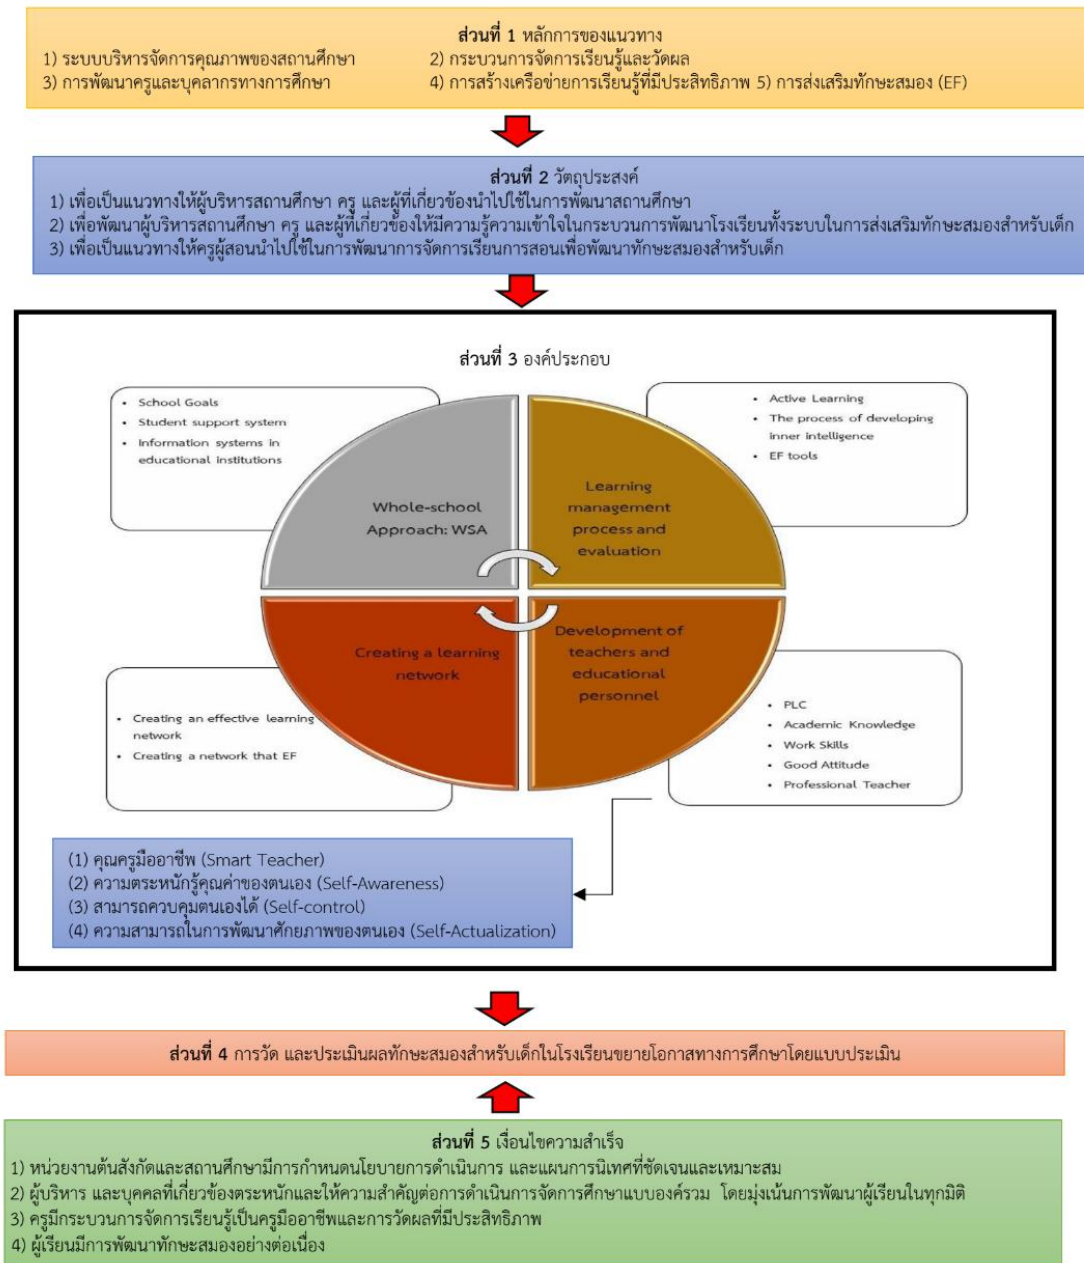 ส่วนที่ 1 หลักการของแนวทาง
1) ระบบบริหารจัดการคุณภาพของสถานศึกษา 2) กระบวนการจัดการเรียนรู้และวัดผล
3) การพัฒนาครูและบุคลากรทางการศึกษา 4) การสร้างเครือข่ายการเรียนรู้ที่มีประสิทธิภาพ 5) การส่งเสริมทักษะสมอง (EF)
ส่วนที่ 2 วัตถุประสงค์
1) เพื่อเป็นแนวทางให้ผู้บริหารสถานศึกษา ครู และผู้ที่เกี่ยวข้องนำไปใช้ในการพัฒนาสถานศึกษา
2) เพื่อพัฒนาผู้บริหารสถานศึกษา ครู และผู้ที่เกี่ยวข้องให้มีความรู้ความเข้าใจในกระบวนการพัฒนาโรงเรียนทั้งระบบในการส่งเสริมทักษะสมองสำหรับเด็ก
3) เพื่อเป็นแนวทางให้ครูผู้สอนนำไปใช้ในการพัฒนาการจัดการเรียนการสอนเพื่อพัฒนาทักษะสมองสำหรับเด็ก
ส่วนที่ 3 องค์ประกอบ
• School Goals
• Student support system
• Information systems in
educational institutions
• Active Learning
• The process of developing
inner intelligence
• EF tools
Whole-school
Approach: WSA
Learning
management
process and
evaluation
Creating a learning
network
Development of
teachers and
educational
personnel
• Creating an effective learning
network
• Creating a network that EF
• PLC
• Academic Knowledge
• Work Skills
• Good Attitude
• Professional Teacher
(1) คุณครูมืออาชีพ (Smart Teacher)
(2) ความตระหนักรู้คุณค่าของตนเอง (Self-Awareness)
(3) สามารถควบคุมตนเองได้ (Self-control)
(4) ความสามารถในการพัฒนาศักยภาพของตนเอง (Self-Actualization)
ส่วนที่ 4 การวัด และประเมินผลทักษะสมองสำหรับเด็กในโรงเรียนขยายโอกาสทางการศึกษาโดยแบบประเมิน
ส่วนที่ 5 เงื่อนไขความสำเร็จ
1) หน่วยงานต้นสังกัดและสถานศึกษามีการกำหนดนโยบายการดำเนินการ และแผนการนิเทศที่ชัดเจนและเหมาะสม
2) ผู้บริหาร และบุคคลที่เกี่ยวข้องตระหนักและให้ความสำคัญต่อการดำเนินการจัดการศึกษาแบบองค์รวม โดยมุ่งเน้นการพัฒนาผู้เรียนในทุกมิติ
3) ครูมีกระบวนการจัดการเรียนรู้เป็นครูมืออาชีพและการวัดผลที่มีประสิทธิภาพ
4) ผู้เรียนมีการพัฒนาทักษะสมองอย่างต่อเนื่อง